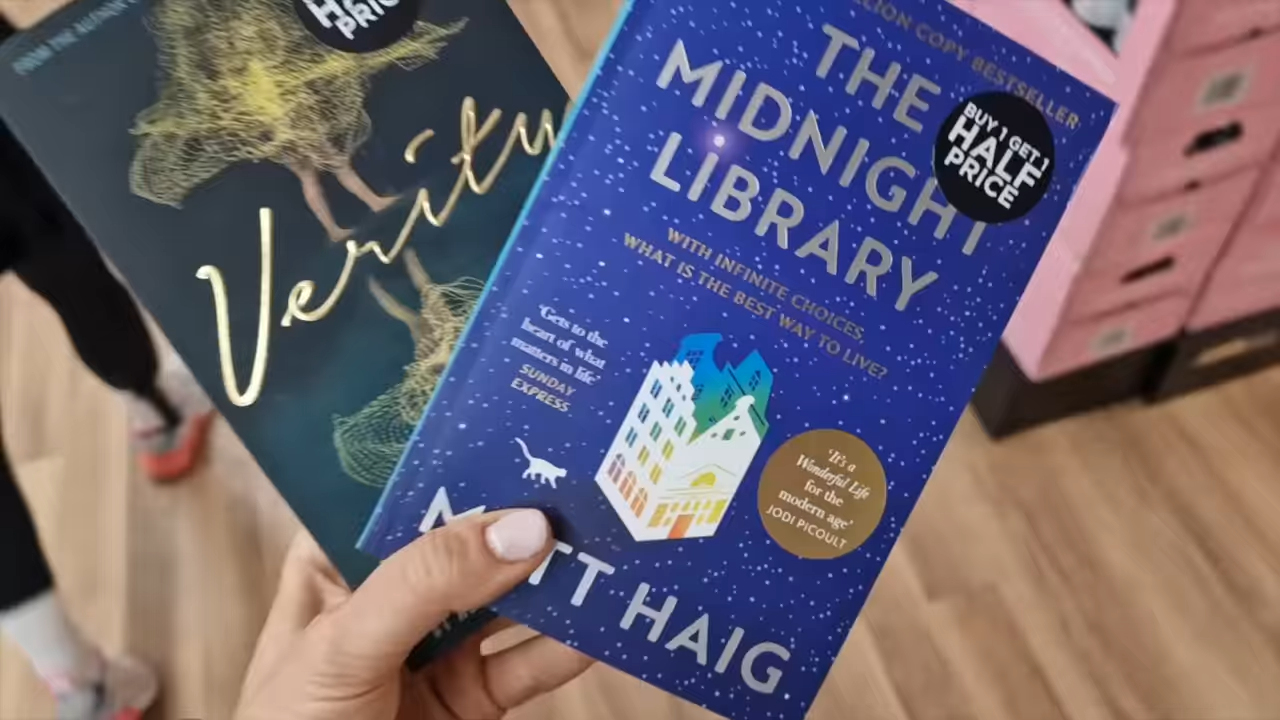 HALF
PRICE
Verity
COPY BESTSELLER
THE
MIDNIGHT
LIBRARY
BUY 1 GET 1
HALF
PRICE
WITH INFINITE CHOICES,
WHAT IS THE BEST WAY TO LIVE?
'Gets to the
heart of what
matters in life'
SUNDAY
EXPRESS
'It's a
Wonderful Life
for the
modern age'
JODI PICOULT
HAIG